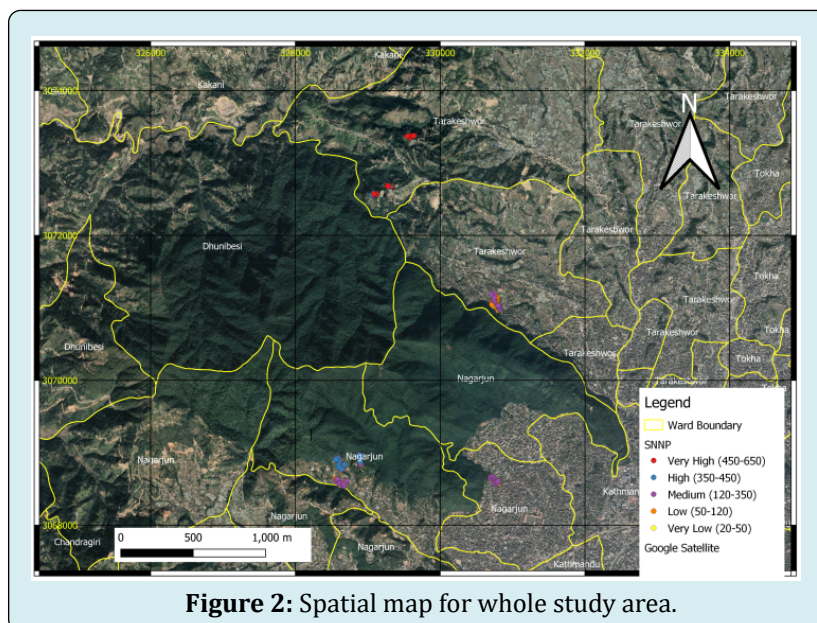 326000 328000 330000 332000 334000
Kakani
Kakani
3074000
Tarakeshwor
Tarakeshwor
N
Tarakeshwor
Tokha
Tarakeshwor
3072000
Dhunibesi
Tarakeshwor
Tarakeshwor
Tokha
Tarakeshwor
Tokha
Dhunibesi
Tarakeshwor
Tokha
3070000
Nagarjun
Tarakeshwor
Legend
Ward Boundary
SNNP
Very High (450-650)
High (350-450)
Medium (120-350)
Low (50-120)
Very Low (20-50)
Google Satellite
Nagarjun
Nagarjun
Nagarjun
Nagarjun
3068000
Chandragiri
Nagarjun
Kathmandu
0 500 1,000 m
Figure 2: Spatial map for whole study area.